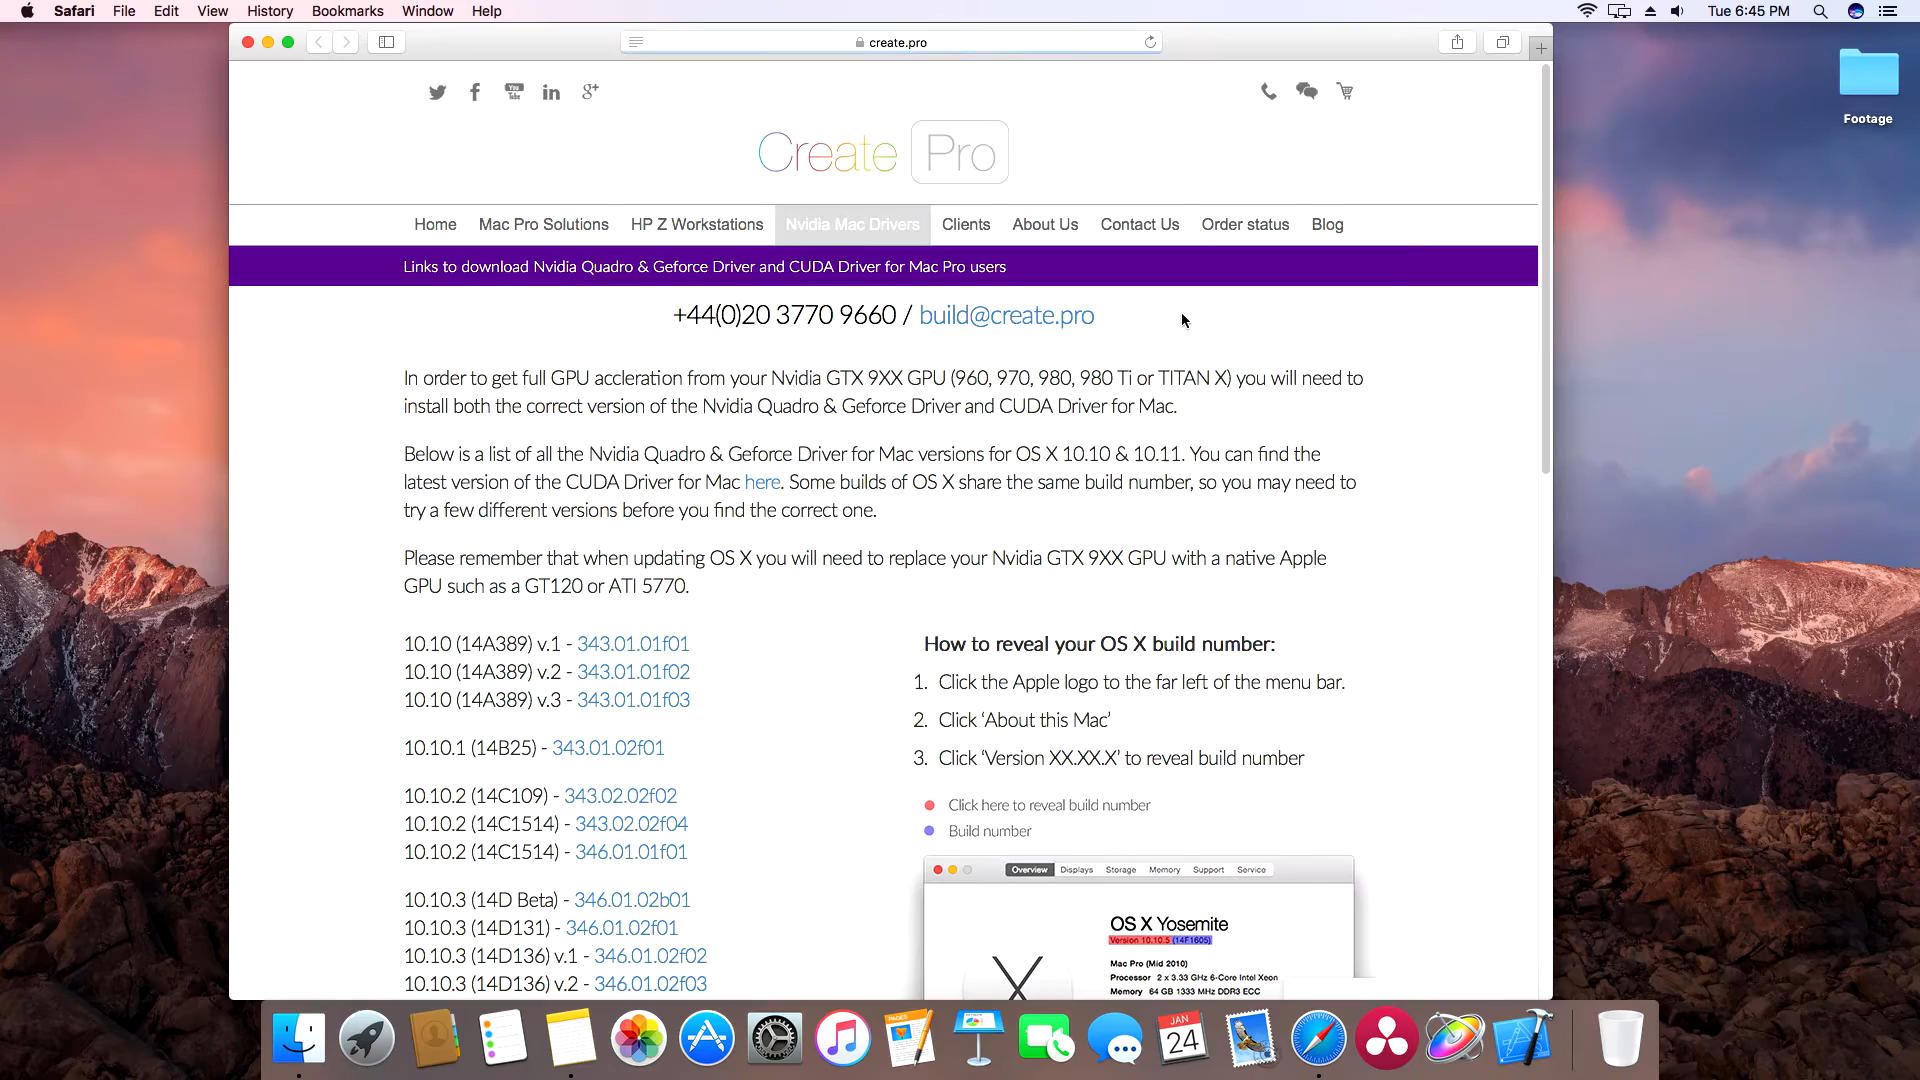 Safari File Edit View History Bookmarks Window Help
Tue 6:45 PM
create.pro
Footage
You Tube
in
g+
Create Pro
Home Mac Pro Solutions HP Z Workstations Nvidia Mac Drivers Clients About Us Contact Us Order status Blog
Links to download Nvidia Quadro & Geforce Driver and CUDA Driver for Mac Pro users
+44(0)20 3770 9660 / build@create.pro
In order to get full GPU accleration from your Nvidia GTX 9XX GPU (960, 970, 980, 980 Ti or TITAN X) you will need to
install both the correct version of the Nvidia Quadro & Geforce Driver and CUDA Driver for Mac.
Below is a list of all the Nvidia Quadro & Geforce Driver for Mac versions for OS X 10.10 & 10.11. You can find the
latest version of the CUDA Driver for Mac here. Some builds of OS X share the same build number, so you may need to
try a few different versions before you find the correct one.
Please remember that when updating OS X you will need to replace your Nvidia GTX 9XX GPU with a native Apple
GPU such as a GT120 or ATI 5770.
10.10 (14A389) v.1 - 343.01.01f01
10.10 (14A389) v.2 - 343.01.01f02
10.10 (14A389) v.3 - 343.01.01f03
10.10.1 (14B25) - 343.01.02f01
10.10.2 (14C109) - 343.02.02f02
10.10.2 (14C1514) - 343.02.02f04
10.10.2 (14C1514) - 346.01.01f01
10.10.3 (14D Beta) - 346.01.02b01
10.10.3 (14D131) - 346.01.02f01
10.10.3 (14D136) v.1 - 346.01.02f02
10.10.3 (14D136) v.2 - 346.01.02f03
How to reveal your OS X build number:
1. Click the Apple logo to the far left of the menu bar.
2. Click ‘About this Mac’
3. Click ‘Version XX.XX.X’ to reveal build number
Click here to reveal build number
Build number
Overview Displays Storage Memory Support Service
OS X Yosemite
Version 10.10.5 (14F1605)
Mac Pro (Mid 2010)
Processor 2 x 3.33 GHz 6-Core Intel Xeon
Memory 64 GB 1333 MHz DDR3 ECC
PAGES
JAN
24